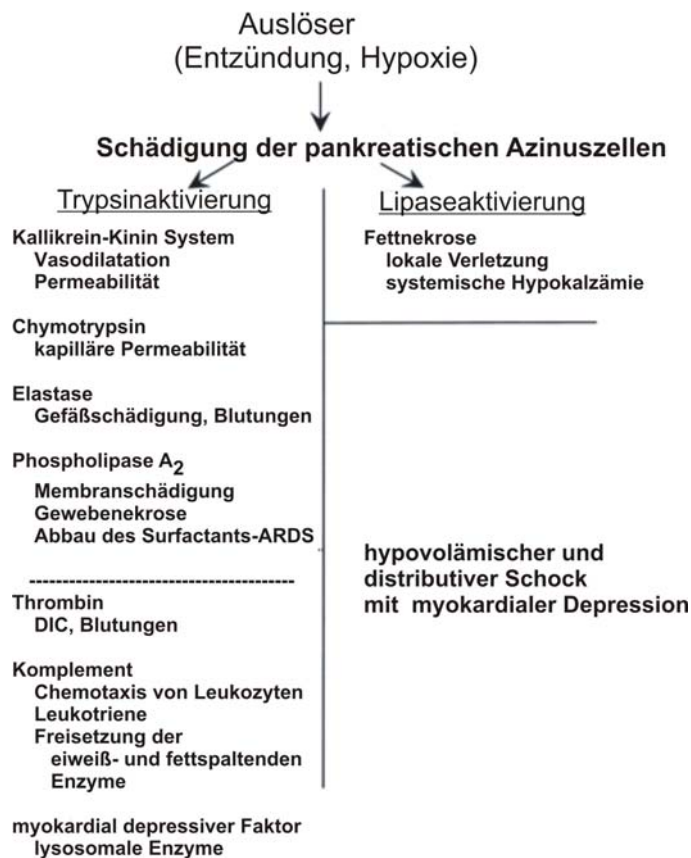 Auslöser
(Entzündung, Hypoxie)
Schädigung der pankreatischen Azinuszellen
Trypsinaktivierung
Kallikrein-Kinin System
Vasodilatation
Permeabilität
Chymotrypsin
kapilläre Permeabilität
Elastase
Gefäßschädigung, Blutungen
Phospholipase A2
Membranschädigung
Gewebenekrose
Abbau des Surfactants-ARDS
Thrombin
DIC, Blutungen
Komplement
Chemotaxis von Leukozyten
Leukotriene
Freisetzung der
eiweiß- und fettspaltenden
Enzyme
myokardial depressiver Faktor
lysosomale Enzyme
Lipaseaktivierung
Fettnekrose
lokale Verletzung
systemische Hypokalzämie
hypovolämischer und
distributiver Schock
mit myokardialer Depression